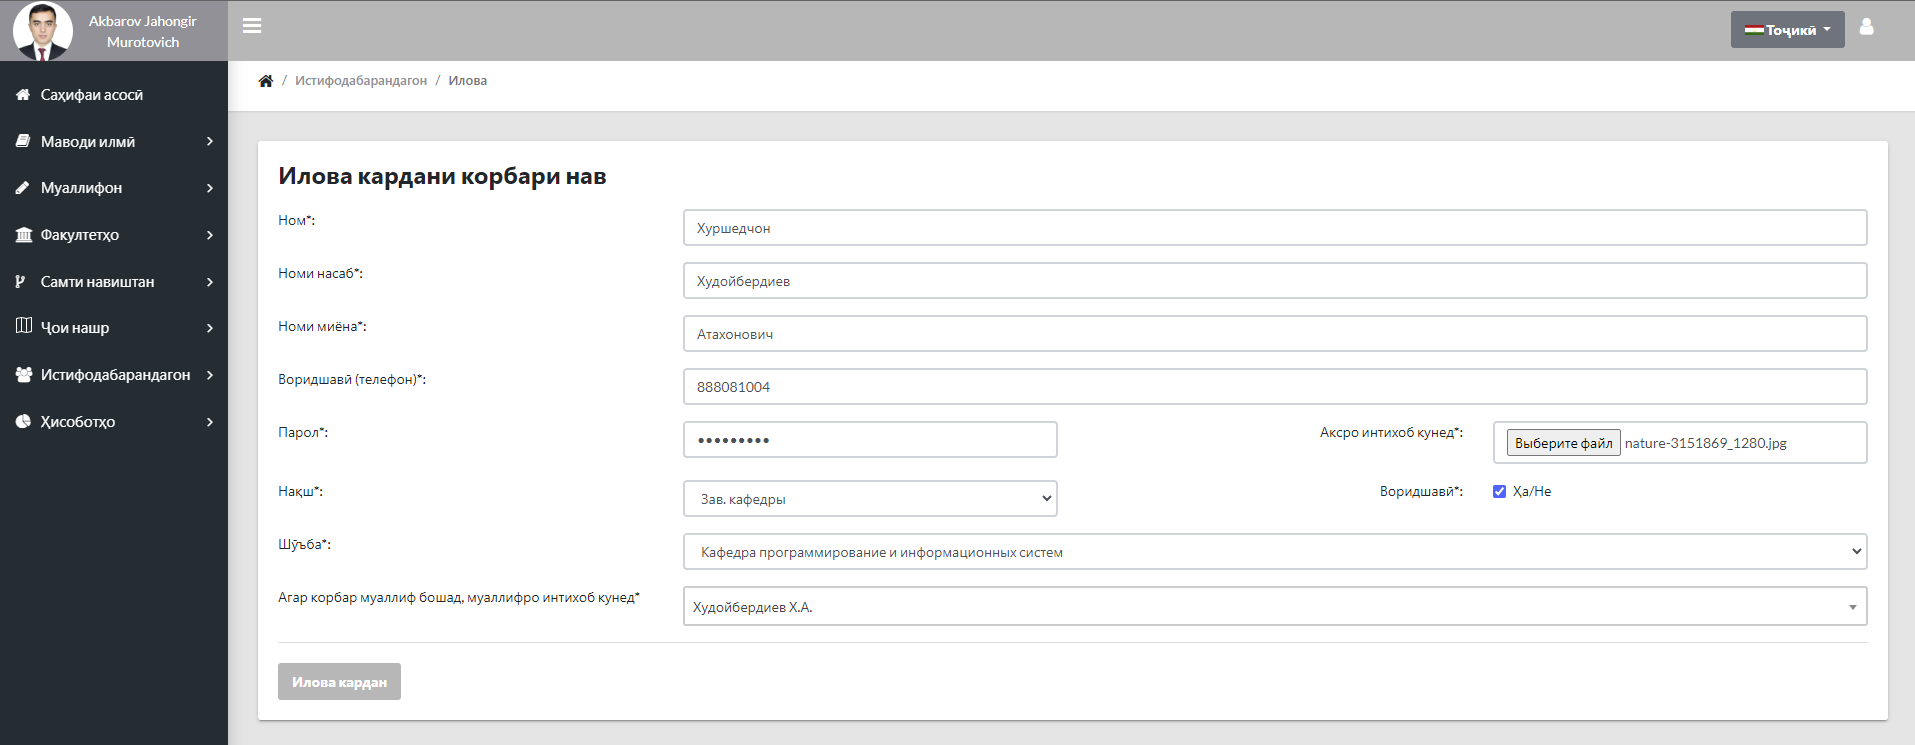 Akbarov Jahongir
Murotovich
Тоҷикӣ
/ Истифодабарандагон / Илова
Саҳифаи асосӣ
Маводи илмӣ
Муаллифон
Факултетҳо
Самти навиштан
Ҷои нашр
Истифодабарандагон
Ҳисоботҳо
Илова кардани корбари нав
Ном*:
Хуршедчон
Номи насаб*:
Худойбердиев
Номи миёна*:
Атахонович
Воридшавӣ (телефон)*:
888081004
Парол*:
•••••••••
Аксро интихоб кунед*:
Выберите файл nature-3151869_1280.jpg
Нақш*:
Зав. кафедры
Воридшавӣ*:
Ҳа/Не
Шӯъба*:
Кафедра программирование и информационных систем
Агар корбар муаллиф бошад, муаллифро интихоб кунед*
Худойбердиев Х.А.
Илова кардан